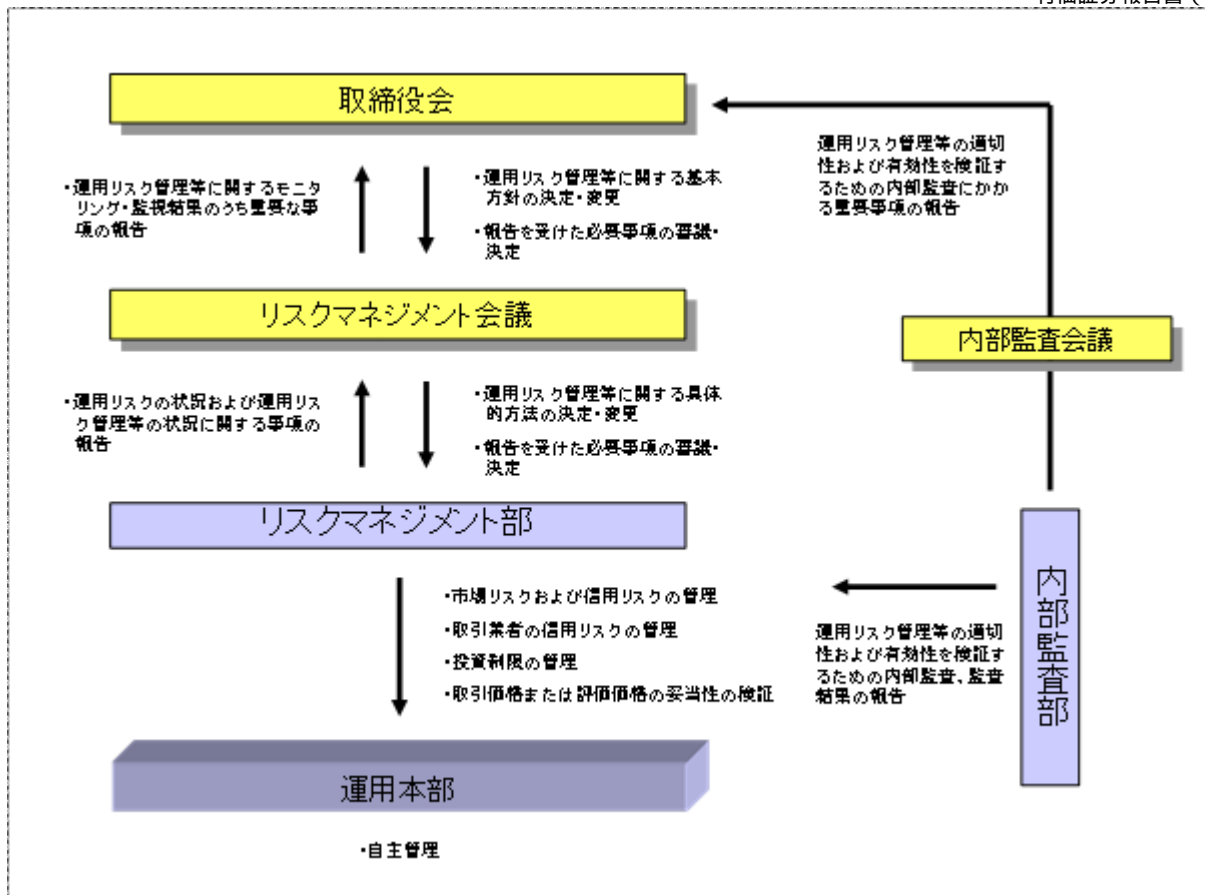 取締役会
・運用リスク管理等に関するモニ
タリング・監視結果のうち重要な事
項の報告
・運用リスク管理等に関する基本
方針の決定・変更
・報告を受けた必要事項の審議・
決定
運用リスク管理等の適切
性および有効性を検証す
るための内部監査にかか
る重要事項の報告
リスクマネジメント会議
内部監査会議
・運用リスクの状況および運用リス
ク管理等の状況に関する事項の
報告
・運用リスク管理等に関する具体
的方法の決定・変更
・報告を受けた必要事項の審議・
決定
リスクマネジメント部
内部監査部
・市場リスクおよび信用リスクの管理
・取引業者の信用リスクの管理
・投資制限の管理
・取引価格または評価価格の妥当性の検証
運用リスク管理等の適切
性および有効性を検証す
るための内部監査、監査
結果の報告
運用本部
・自主管理